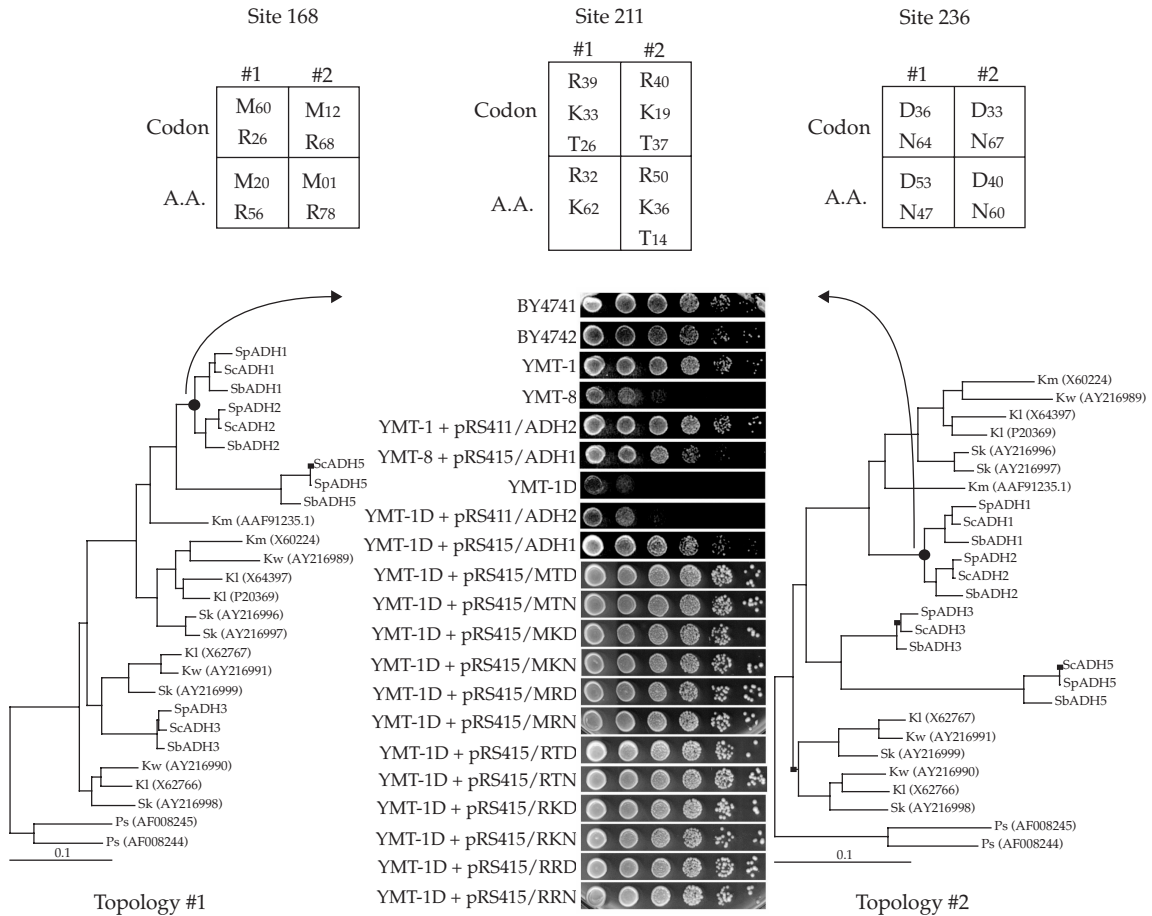 Site 168
Site 211
Site 236
#1 #2
Codon
M60 M12
R26 R68
A.A.
M20 M01
R56 R78
#1 #2
Codon
R39 R40
K33 K19
T26 T37
A.A.
R32 R50
K62 K36
T14
#1 #2
Codon
D36 D33
N64 N67
A.A.
D53 D40
N47 N60
SpADH1
ScADH1
SbADH1
SpADH2
ScADH2
SbADH2
ScADH5
SpADH5
SbADH5
Km (AAF91235.1)
Km (X60224)
Kw (AY216989)
Kl (X64397)
Kl (P20369)
Sk (AY216996)
Sk (AY216997)
Kl (X62767)
Kw (AY216991)
Sk (AY216999)
SpADH3
ScADH3
SbADH3
Kw (AY216990)
Kl (X62766)
Sk (AY216998)
Ps (AF008245)
Ps (AF008244)
0.1
Topology #1
BY4741
BY4742
YMT-1
YMT-8
YMT-1 + pRS411/ADH2
YMT-8 + pRS415/ADH1
YMT-1D
YMT-1D + pRS411/ADH2
YMT-1D + pRS415/ADH1
YMT-1D + pRS415/MTD
YMT-1D + pRS415/MTN
YMT-1D + pRS415/MKD
YMT-1D + pRS415/MKN
YMT-1D + pRS415/MRD
YMT-1D + pRS415/MRN
YMT-1D + pRS415/RTD
YMT-1D + pRS415/RTN
YMT-1D + pRS415/RKD
YMT-1D + pRS415/RKN
YMT-1D + pRS415/RRD
YMT-1D + pRS415/RRN
Km (X60224)
Kw (AY216989)
Kl (X64397)
Kl (P20369)
Sk (AY216996)
Sk (AY216997)
Km (AAF91235.1)
SpADH1
ScADH1
SbADH1
SpADH2
ScADH2
SbADH2
SpADH3
ScADH3
SbADH3
ScADH5
SpADH5
SbADH5
Kl (X62767)
Kw (AY216991)
Sk (AY216999)
Kw (AY216990)
Kl (X62766)
Sk (AY216998)
Ps (AF008245)
Ps (AF008244)
0.1
Topology #2